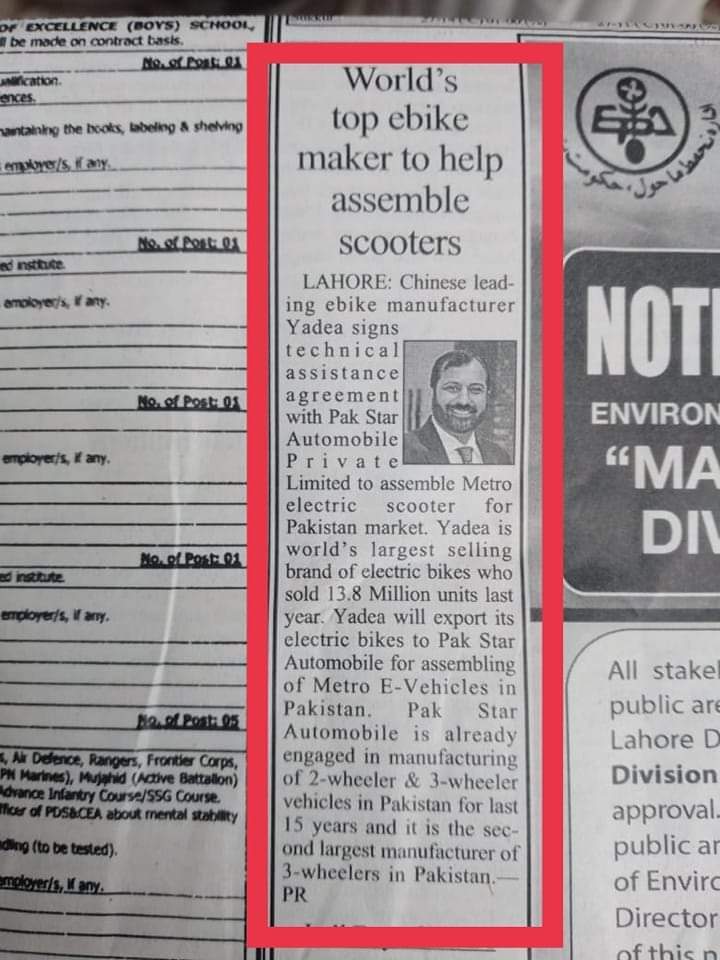 OF EXCELLENCE (BOYS) SCHOOL,
be made on contract basis.
No. of Post: 01
ences.
maintaining the books, labeling & shelving
employer/s, if any.
No. of Post: 01
ed institute.
employer/s, if any.
No. of Post: 01
employer/s, if any.
No. of Post: 01
ed institute
employer/s, if any.
No. of Post: 05
s, Air Defence, Rangers, Frontier Corps,
PN Marines), Mujahid (Active Battalion)
Advance Infantry Course/SSG Course.
fficer of PDS&CEA about mental stability
dling (to be tested).
employer/s, if any.
World's
top ebike
maker to help
assemble
scooters
LAHORE: Chinese lead-
ing ebike manufacturer
Yadea signs
technical
assistance
agreement
with Pak Star
Automobile
Private
Limited to assemble Metro
electric scooter for
Pakistan market. Yadea is
world's largest selling
brand of electric bikes who
sold 13.8 Million units last
year. Yadea will export its
electric bikes to Pak Star
Automobile for assembling
of Metro E-Vehicles in
Pakistan. Pak Star
Automobile is already
engaged in manufacturing
of 2-wheeler & 3-wheeler
vehicles in Pakistan for last
15 years and it is the sec-
ond largest manufacturer of
3-wheelers in Pakistan.—
PR
EPA
NOTI
ENVIRON
“MA
DIV
All stakel
public are
Lahore D
Division
approval.
public ar
of Enviro
Director
of this n